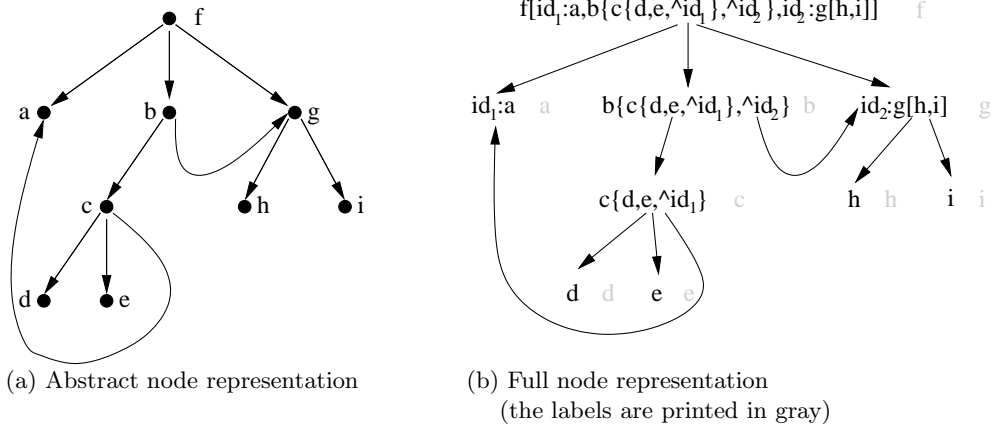 f
a b g
c h i
d e
(a) Abstract node representation
f[id1:a,b{c{d,e,^id1},^id2},id2:g[h,i]] f
id1:a a b{c{d,e,^id1},^id2} b id2:g[h,i] g
c{d,e,^id1} c h h i i
d d e e
(b) Full node representation
(the labels are printed in gray)